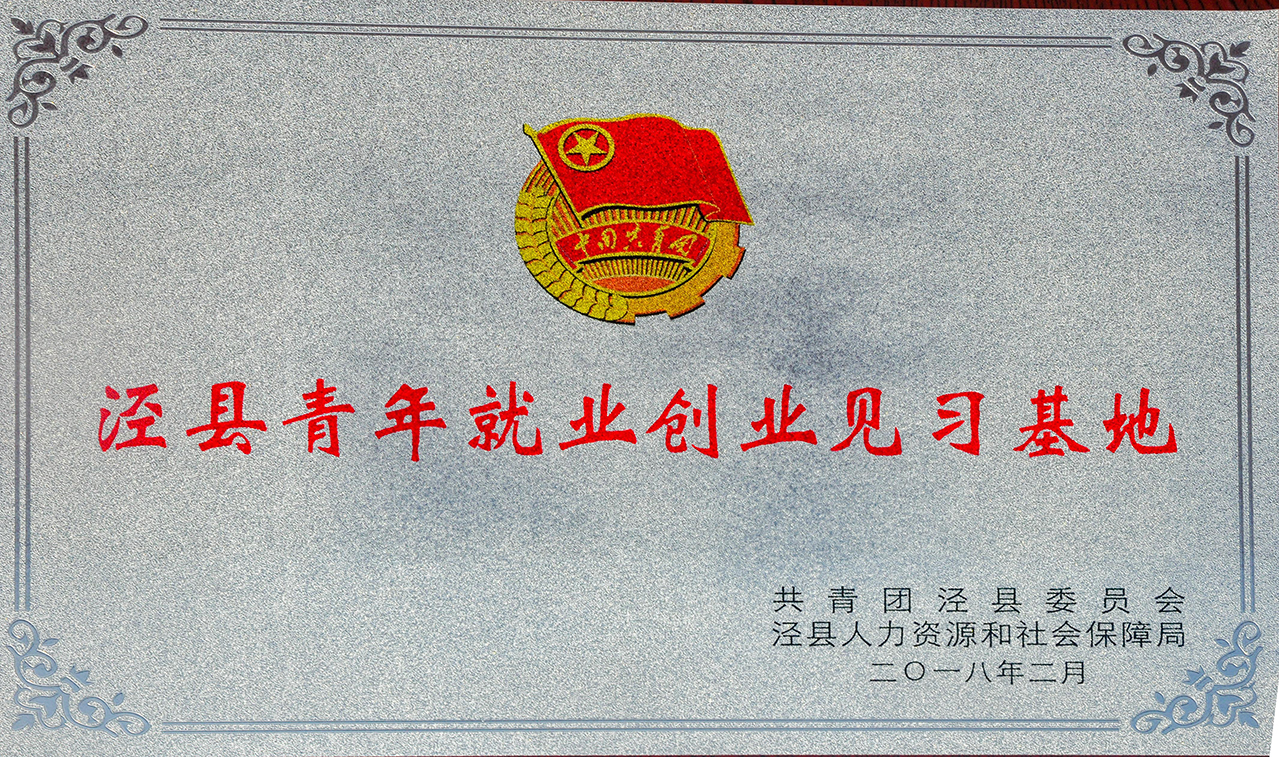 中国共青团
泾县青年就业创业见习基地
共青团泾县委员会
泾县人力资源和社会保障局
二〇一八年二月